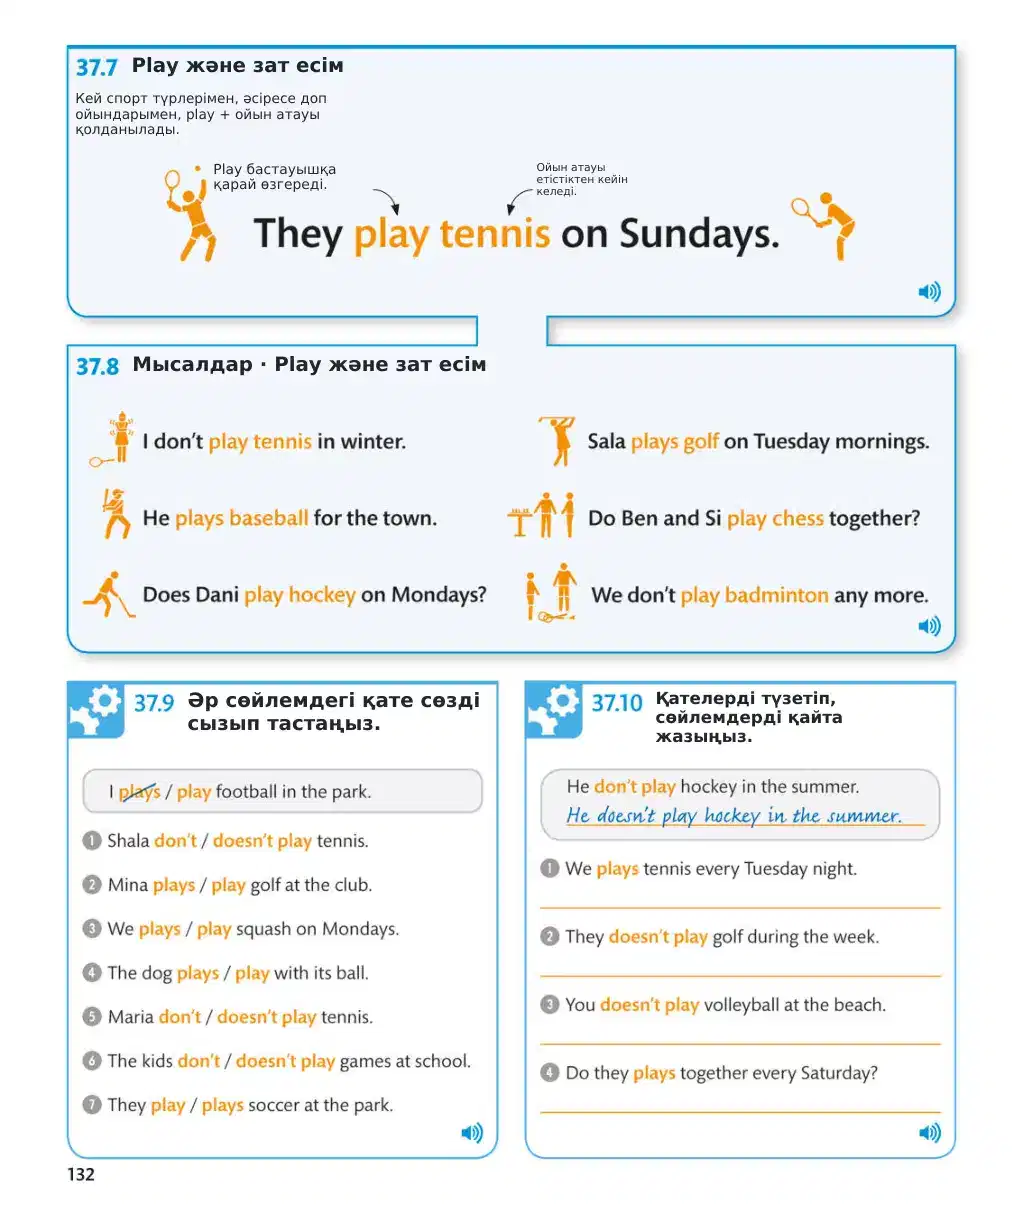 37.7 Play және зат есім
Кей спорт түрлерімен, әсіресе доп
ойындарымен, play + ойын атауы
қолданылады.
Play бастауышқа
қарай өзгереді.
Ойын атауы
етістіктен кейін
келеді.
They play tennis on Sundays.
37.8 Мысалдар · Play және зат есім
I don't play tennis in winter.
Sala plays golf on Tuesday mornings.
He plays baseball for the town.
Do Ben and Si play chess together?
Does Dani play hockey on Mondays?
We don't play badminton any more.
37.9 Әр сөйлемдегі қате сөзді
сызып тастаңыз.
I plays / play football in the park.
1 Shala don't / doesn't play tennis.
2 Mina plays / play golf at the club.
3 We plays / play squash on Mondays.
4 The dog plays / play with its ball.
5 Maria don't / doesn't play tennis.
6 The kids don't / doesn't play games at school.
7 They play / plays soccer at the park.
37.10 Қателерді түзетіп,
сөйлемдерді қайта
жазыңыз.
He don't play hockey in the summer.
He doesn't play hockey in the summer.
1 We plays tennis every Tuesday night.
2 They doesn't play golf during the week.
3 You doesn't play volleyball at the beach.
4 Do they plays together every Saturday?
132